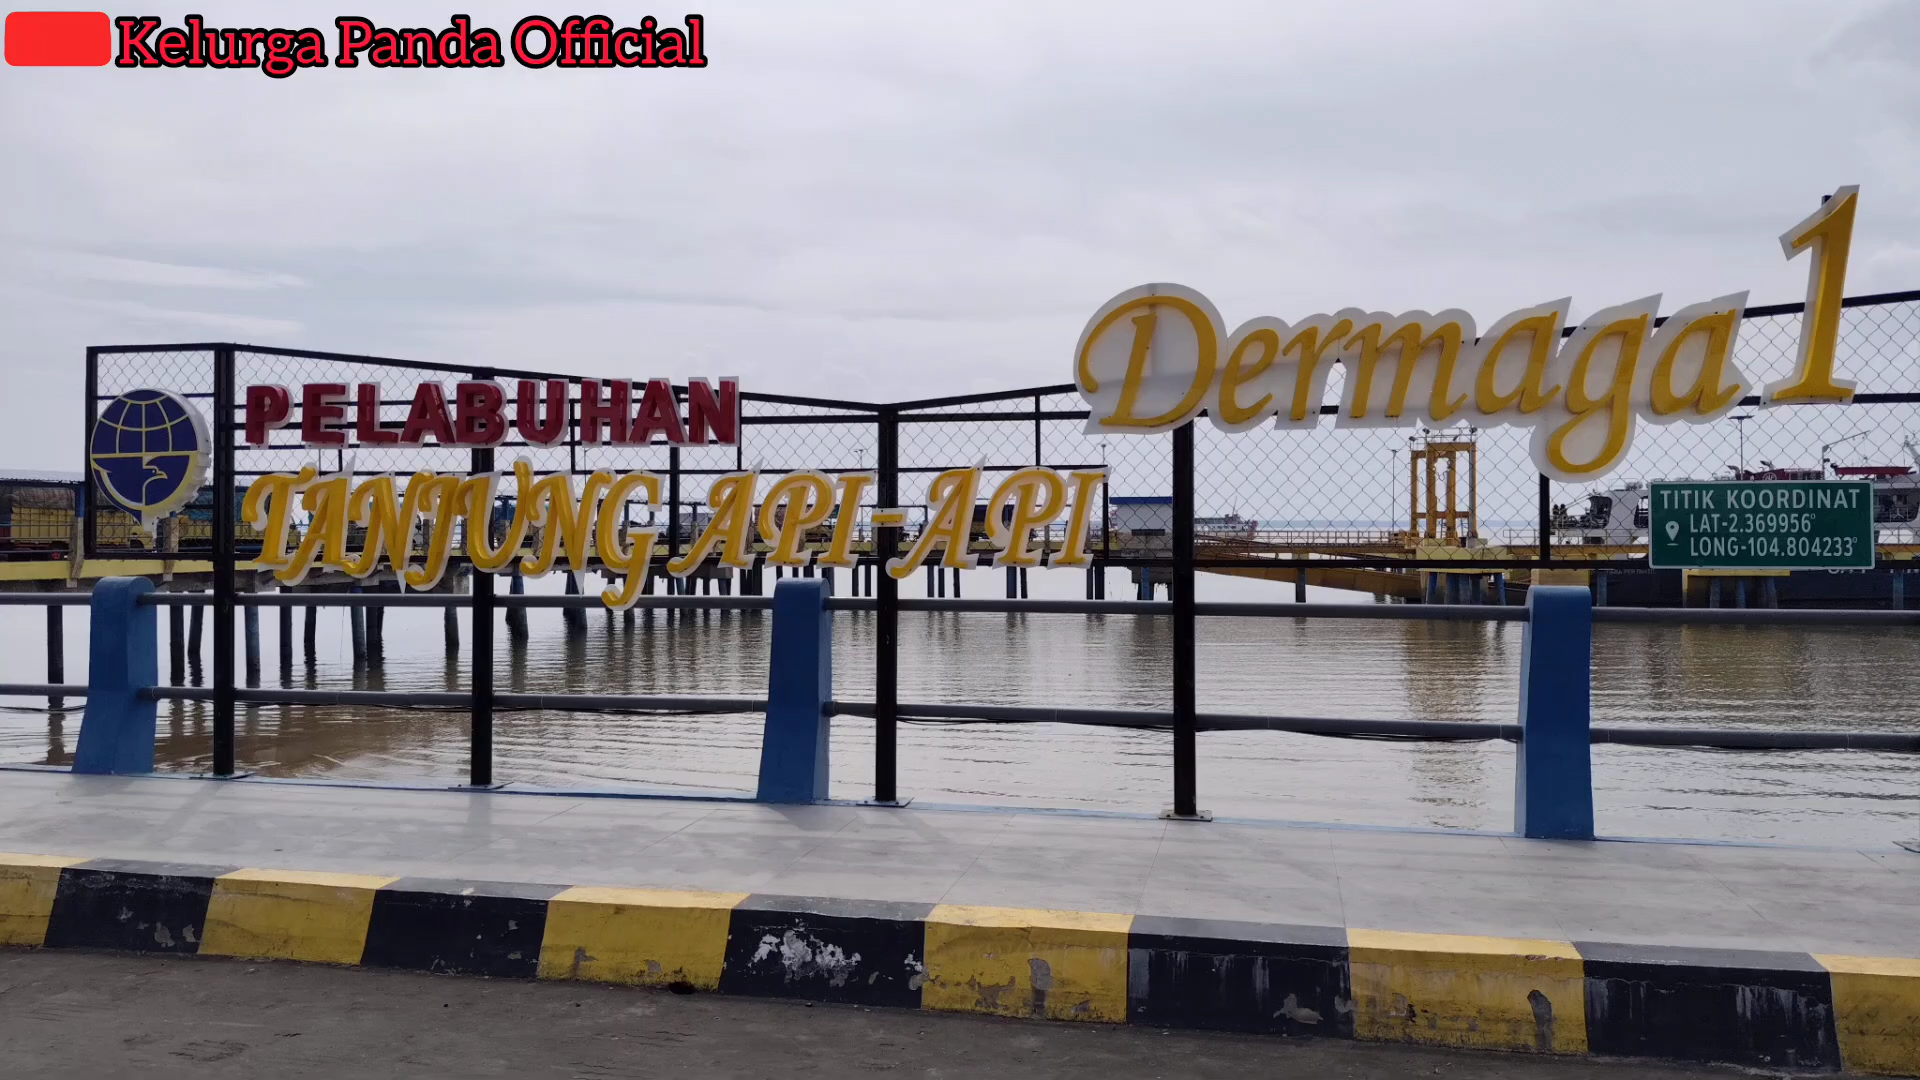 Kelurga Panda Official
PELABUHAN
TANJUNG API-API
Dermaga 1
TITIK KOORDINAT
LAT-2.369956°
LONG-104.804233°